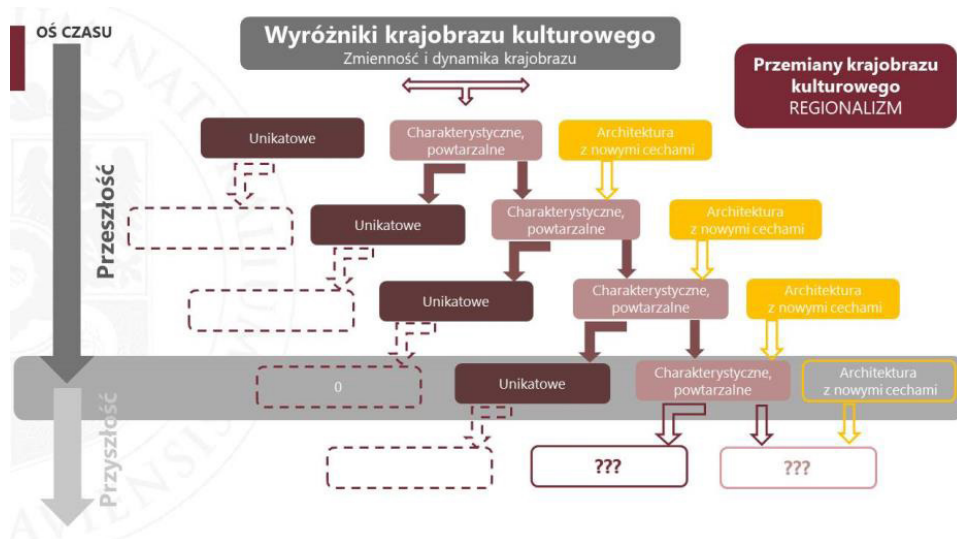 OŚ CZASU
Wyróżniki krajobrazu kulturowego
Zmienność i dynamika krajobrazu
Przemiany krajobrazu
kulturowego
REGIONALIZM
Przeszłość
Unikatowe
Charakterystyczne,
powtarzalne
Architektura
z nowymi cechami
Unikatowe
Charakterystyczne,
powtarzalne
Architektura
z nowymi cechami
Unikatowe
Charakterystyczne,
powtarzalne
Architektura
z nowymi cechami
0
Unikatowe
Charakterystyczne,
powtarzalne
Architektura
z nowymi cechami
Przyszłość
???
???